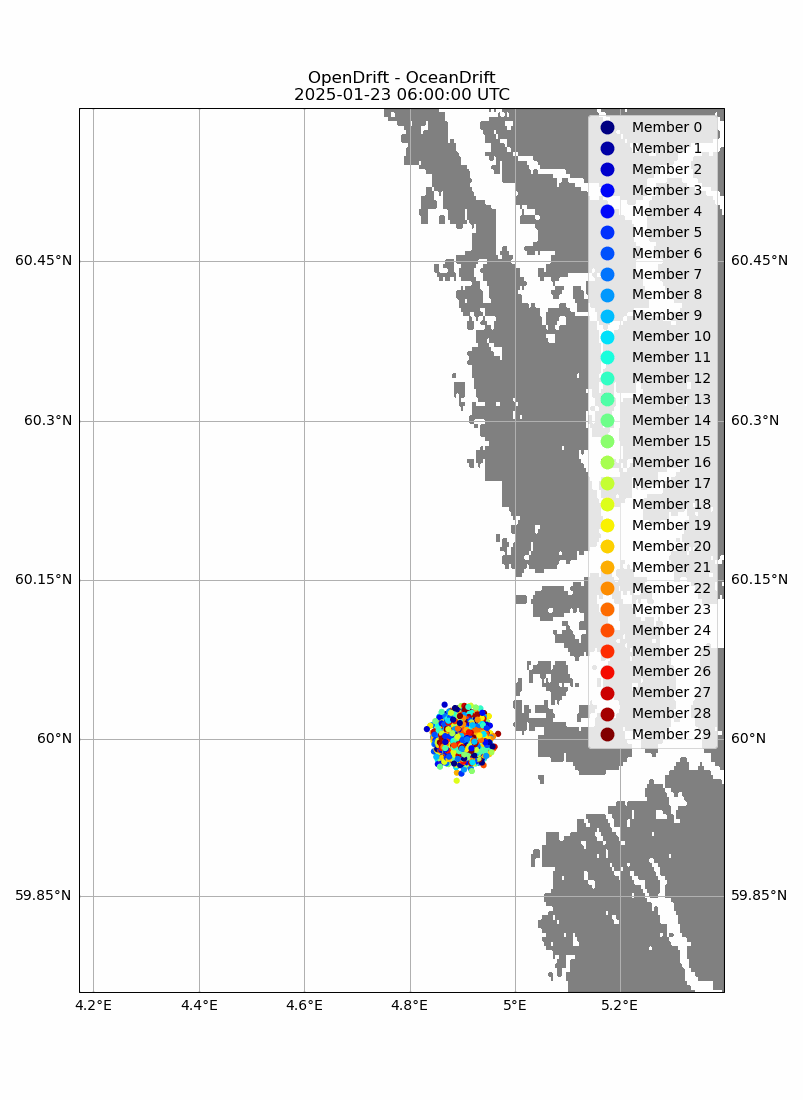 OpenDrift - OceanDrift
2025-01-23 06:00:00 UTC
Member 0
Member 1
Member 2
Member 3
Member 4
Member 5
Member 6
Member 7
Member 8
Member 9
Member 10
Member 11
Member 12
Member 13
Member 14
Member 15
Member 16
Member 17
Member 18
Member 19
Member 20
Member 21
Member 22
Member 23
Member 24
Member 25
Member 26
Member 27
Member 28
Member 29
60.45°N
60.45°N
60.3°N
60.3°N
60.15°N
60.15°N
60°N
60°N
59.85°N
59.85°N
4.2°E
4.4°E
4.6°E
4.8°E
5°E
5.2°E